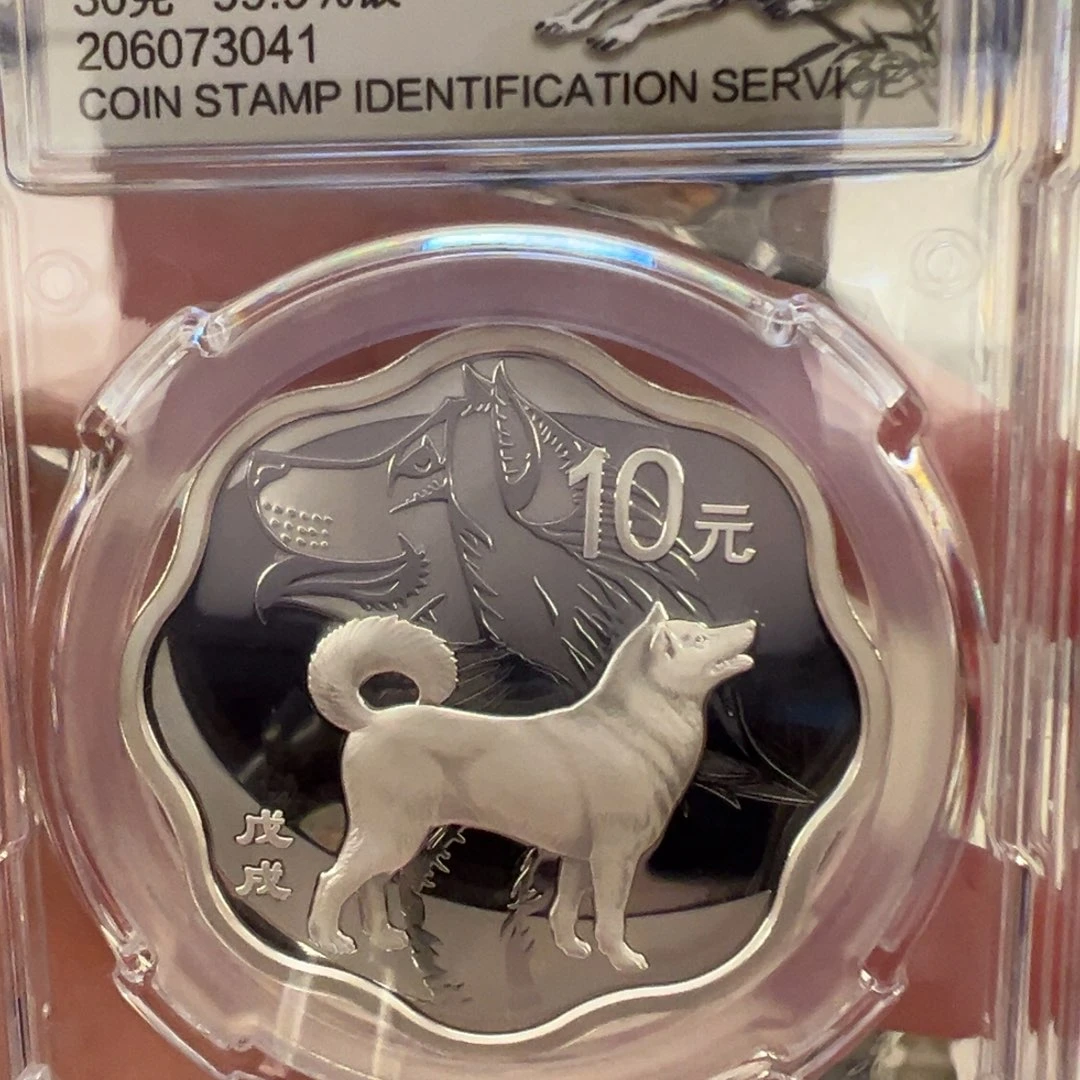 206073041
COIN STAMP IDENTIFICATION SERVICE
10元
戊
戌